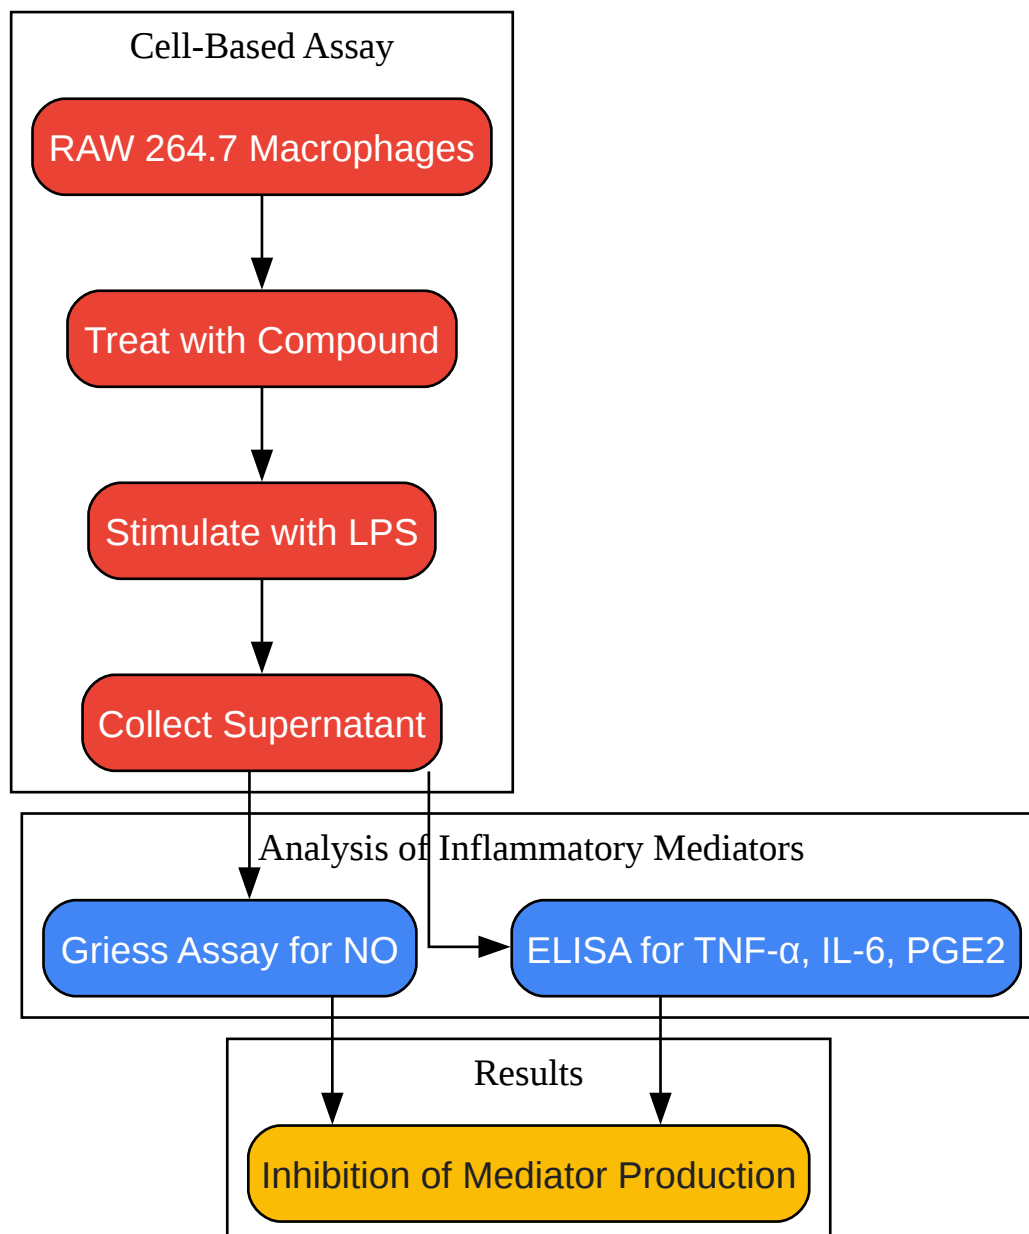 Cell-Based Assay
RAW 264.7 Macrophages
Treat with Compound
Stimulate with LPS
Collect Supernatant
Analysis of Inflammatory Mediators
Griess Assay for NO
ELISA for TNF-α, IL-6, PGE2
Results
Inhibition of Mediator Production